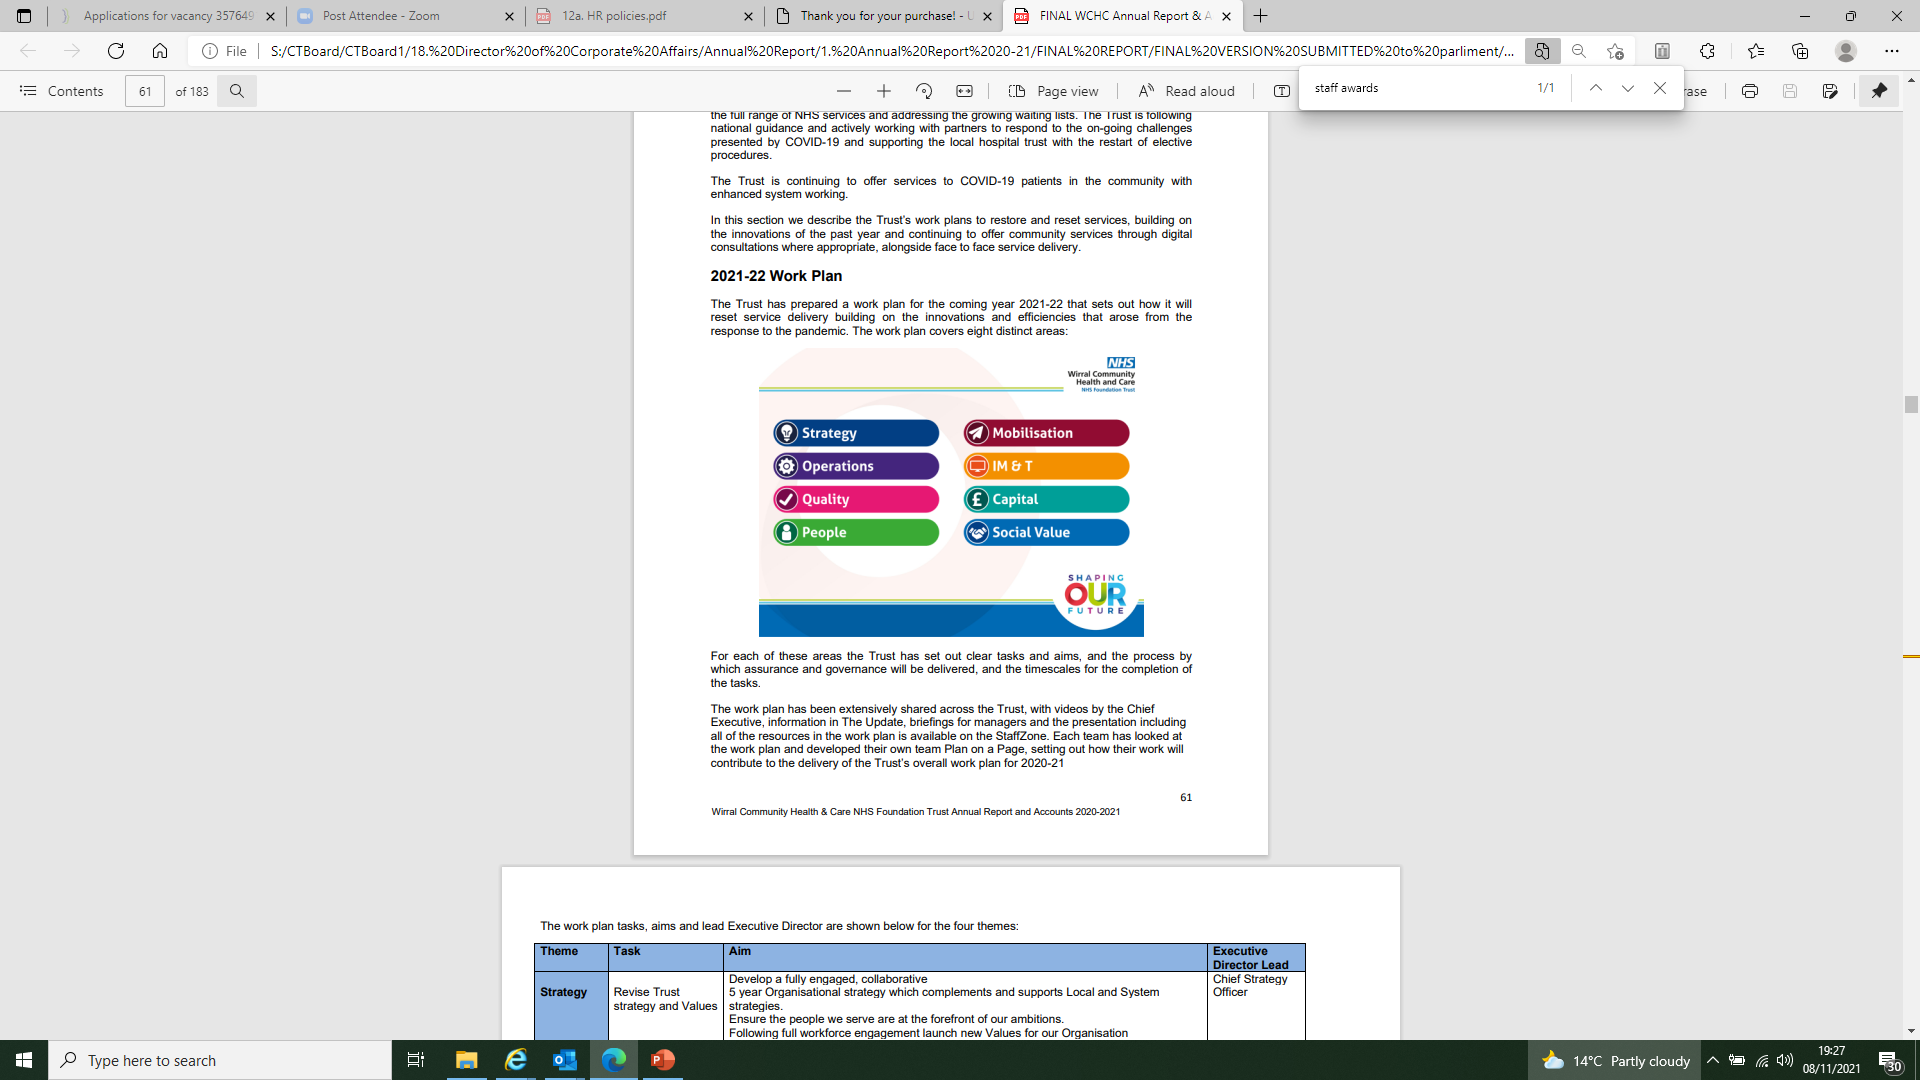 Applications for vacancy 357649
Post Attendee - Zoom
12a. HR policies.pdf
Thank you for your purchase! - U
FINAL WCHC Annual Report & A
File
S:/CTBoard/CTBoard1/18.%20Director%20of%20Corporate%20Affairs/Annual%20Report/1.%20Annual%20Report%2020-21/FINAL%20REPORT/FINAL%20VERSION%20SUBMITTED%20to%20parliment/...
Contents
61
of 183
Page view
Read aloud
staff awards
1/1
rase
the full range of NHS services and addressing the growing waiting lists. The Trust is following
national guidance and actively working with partners to respond to the on-going challenges
presented by COVID-19 and supporting the local hospital trust with the restart of elective
procedures.
The Trust is continuing to offer services to COVID-19 patients in the community with
enhanced system working.
In this section we describe the Trust's work plans to restore and reset services, building on
the innovations of the past year and continuing to offer community services through digital
consultations where appropriate, alongside face to face service delivery.
2021-22 Work Plan
The Trust has prepared a work plan for the coming year 2021-22 that sets out how it will
reset service delivery building on the innovations and efficiencies that arose from the
response to the pandemic. The work plan covers eight distinct areas:
NHS
Wirral Community
Health and Care
NHS Foundation Trust
Strategy
Mobilisation
Operations
IM & T
Quality
£ Capital
People
Social Value
SHAPING
OUR
FUTURE
For each of these areas the Trust has set out clear tasks and aims, and the process by
which assurance and governance will be delivered, and the timescales for the completion of
the tasks.
The work plan has been extensively shared across the Trust, with videos by the Chief
Executive, information in The Update, briefings for managers and the presentation including
all of the resources in the work plan is available on the StaffZone. Each team has looked at
the work plan and developed their own team Plan on a Page, setting out how their work will
contribute to the delivery of the Trust's overall work plan for 2020-21
61
Wirral Community Health & Care NHS Foundation Trust Annual Report and Accounts 2020-2021
The work plan tasks, aims and lead Executive Director are shown below for the four themes:
Theme
Task
Aim
Executive
Director Lead
Strategy
Revise Trust
strategy and Values
Develop a fully engaged, collaborative
5 year Organisational strategy which complements and supports Local and System
strategies.
Ensure the people we serve are at the forefront of our ambitions.
Following full workforce engagement launch new Values for our Organisation
Chief Strategy
Officer
Type here to search
14°C Partly cloudy
19:27
08/11/2021
30